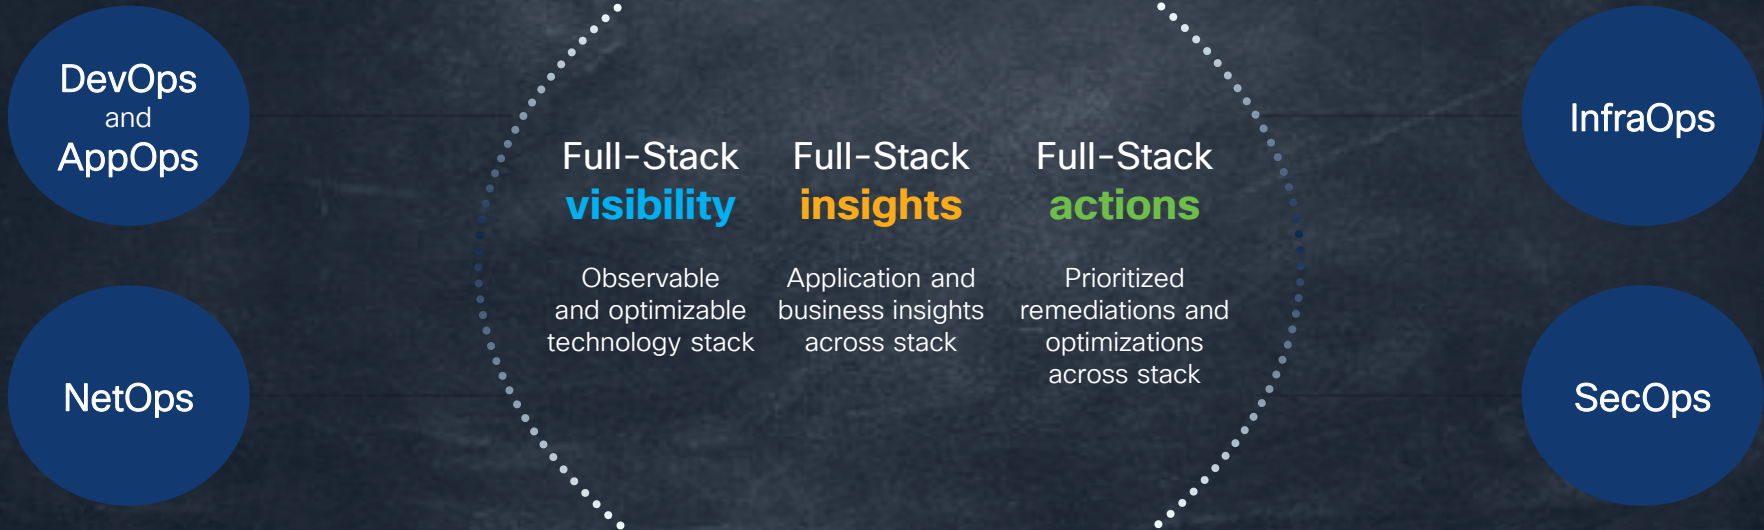 DevOps
and
AppOps
NetOps
Full-Stack
visibility
Observable
and optimizable
technology stack
Full-Stack
insights
Application and
business insights
across stack
Full-Stack
actions
Prioritized
remediations and
optimizations
across stack
InfraOps
SecOps